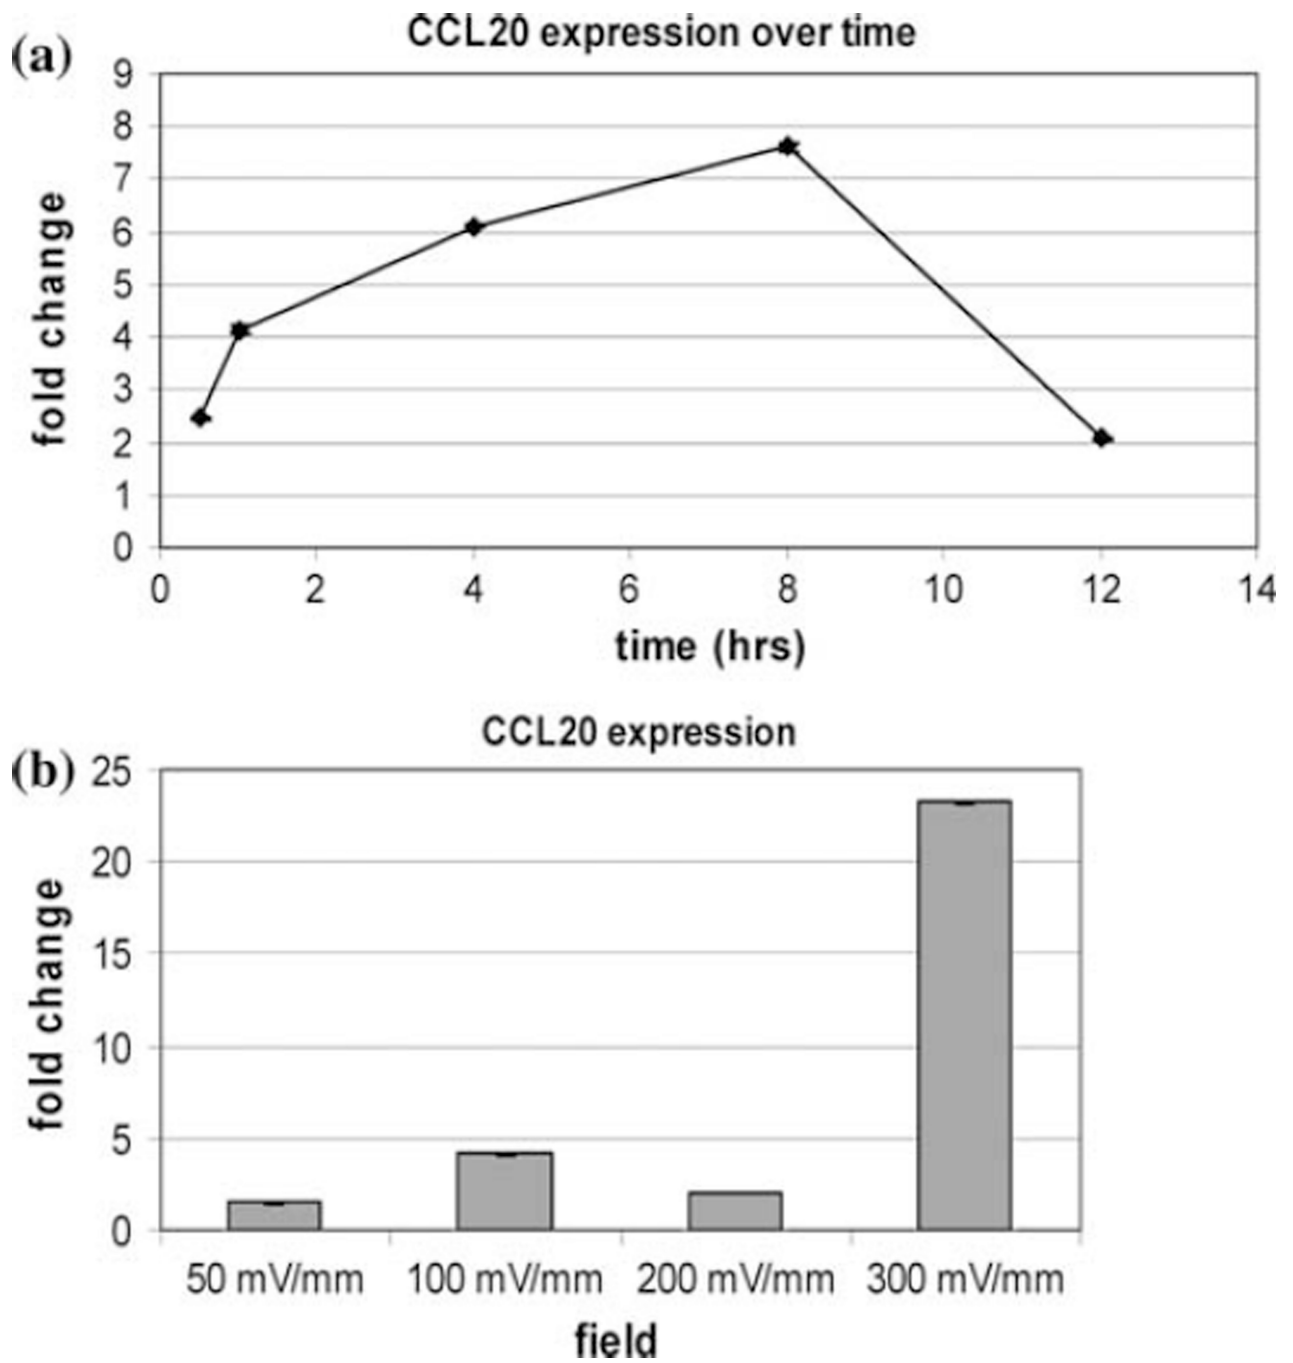 (a)
CCL20 expression over time
9
8
7
6
5
4
3
2
1
0
fold change
0 2 4 6 8 10 12 14
time (hrs)
(b)
CCL20 expression
25
20
15
10
5
0
fold change
50 mV/mm 100 mV/mm 200 mV/mm 300 mV/mm
field